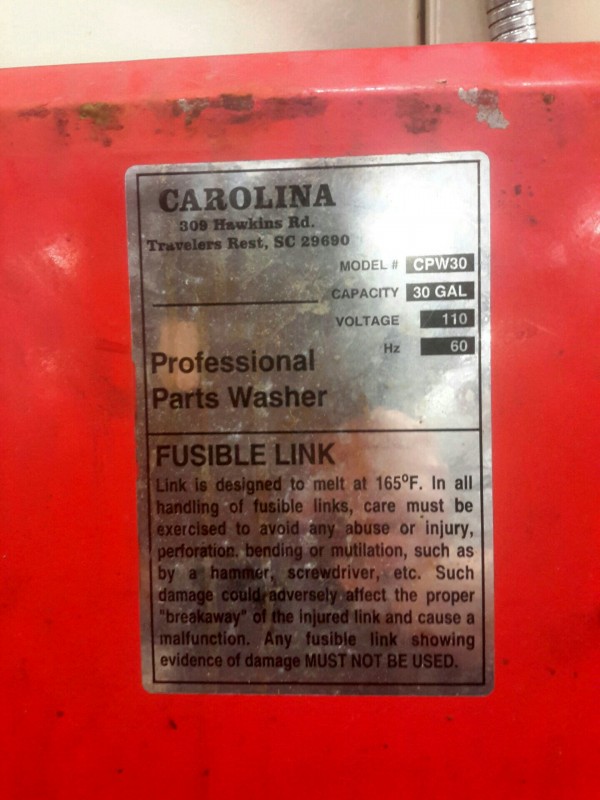 CAROLINA
309 Hawkins Rd.
Travelers Rest, SC 29690
MODEL # CPW30
CAPACITY 30 GAL
VOLTAGE 110
Hz 60
Professional
Parts Washer
FUSIBLE LINK
Link is designed to melt at 165°F. In all
handling of fusible links, care must be
exercised to avoid any abuse or injury,
perforation, bending or mutilation, such as
by a hammer, screwdriver, etc. Such
damage could adversely affect the proper
"breakaway" of the injured link and cause a
malfunction. Any fusible link showing
evidence of damage MUST NOT BE USED.